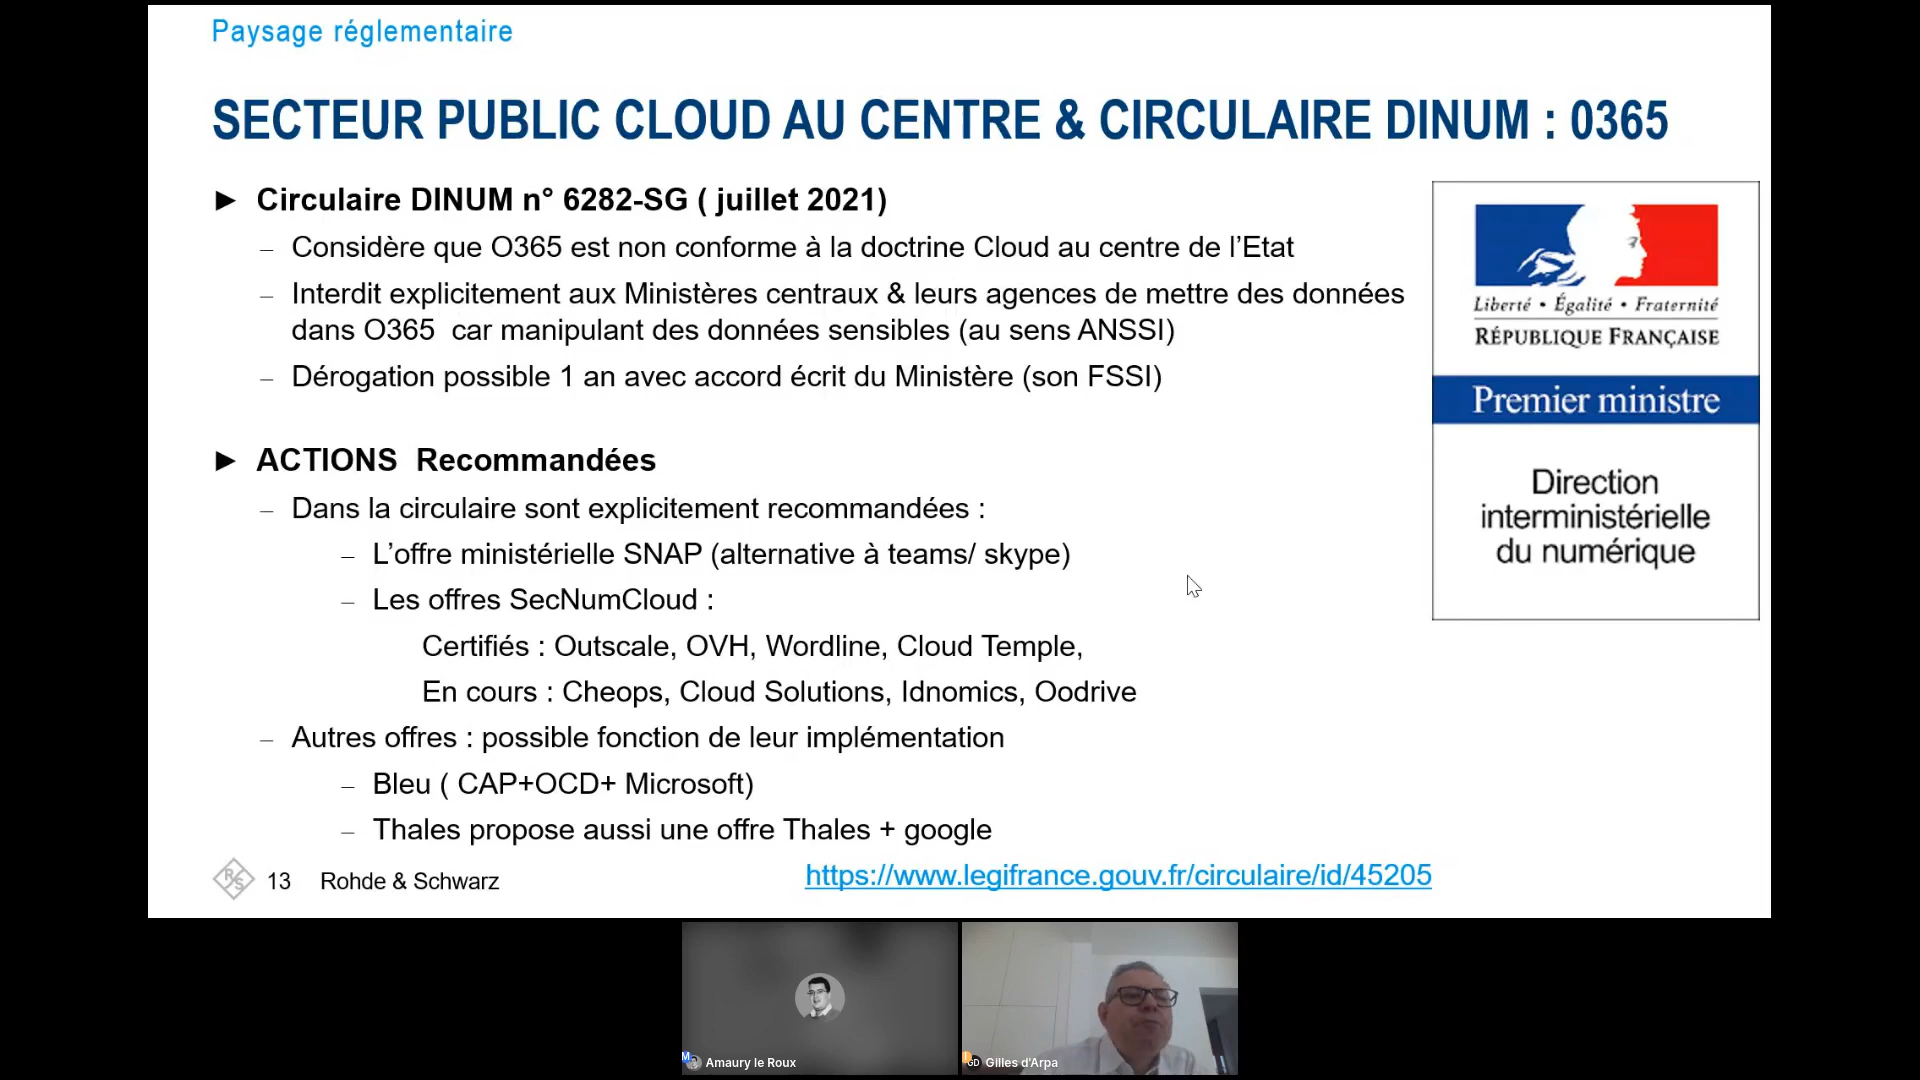 Paysage réglementaire
SECTEUR PUBLIC CLOUD AU CENTRE & CIRCULAIRE DINUM : 0365
► Circulaire DINUM n° 6282-SG ( juillet 2021)
– Considère que O365 est non conforme à la doctrine Cloud au centre de l’Etat
– Interdit explicitement aux Ministères centraux & leurs agences de mettre des données
dans O365 car manipulant des données sensibles (au sens ANSSI)
– Dérogation possible 1 an avec accord écrit du Ministère (son FSSI)
► ACTIONS Recommandées
– Dans la circulaire sont explicitement recommandées :
– L’offre ministérielle SNAP (alternative à teams/ skype)
– Les offres SecNumCloud :
Certifiés : Outscale, OVH, Wordline, Cloud Temple,
En cours : Cheops, Cloud Solutions, Idnomics, Oodrive
– Autres offres : possible fonction de leur implémentation
– Bleu ( CAP+OCD+ Microsoft)
– Thales propose aussi une offre Thales + google
Liberté • Égalité • Fraternité
RÉPUBLIQUE FRANÇAISE
Premier ministre
Direction
interministérielle
du numérique
R&S
13 Rohde & Schwarz
https://www.legifrance.gouv.fr/circulaire/id/45205
M
Amaury le Roux
GD
Gilles d'Arpa